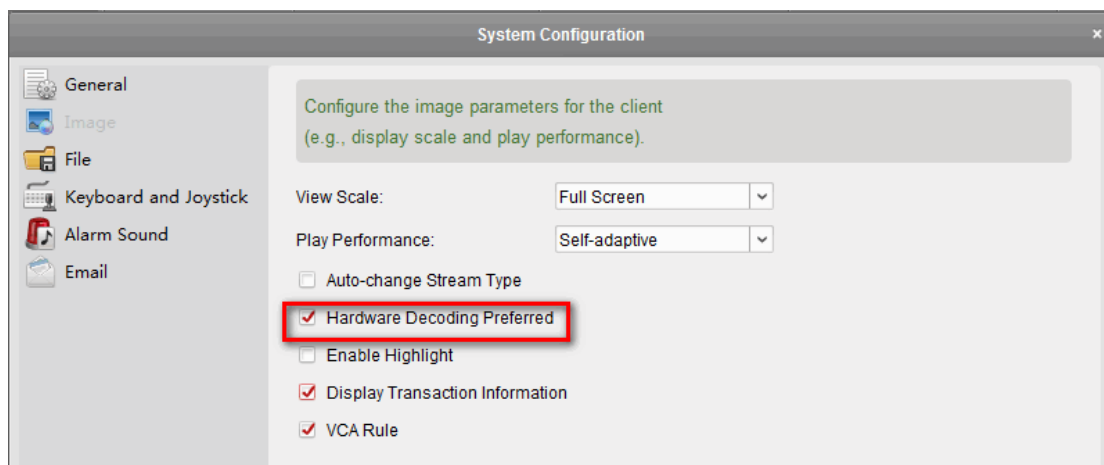 System Configuration
General
Image
File
Keyboard and Joystick
Alarm Sound
Email
Configure the image parameters for the client
(e.g., display scale and play performance).
View Scale: Full Screen
Play Performance: Self-adaptive
Auto-change Stream Type
Hardware Decoding Preferred
Enable Highlight
Display Transaction Information
VCA Rule